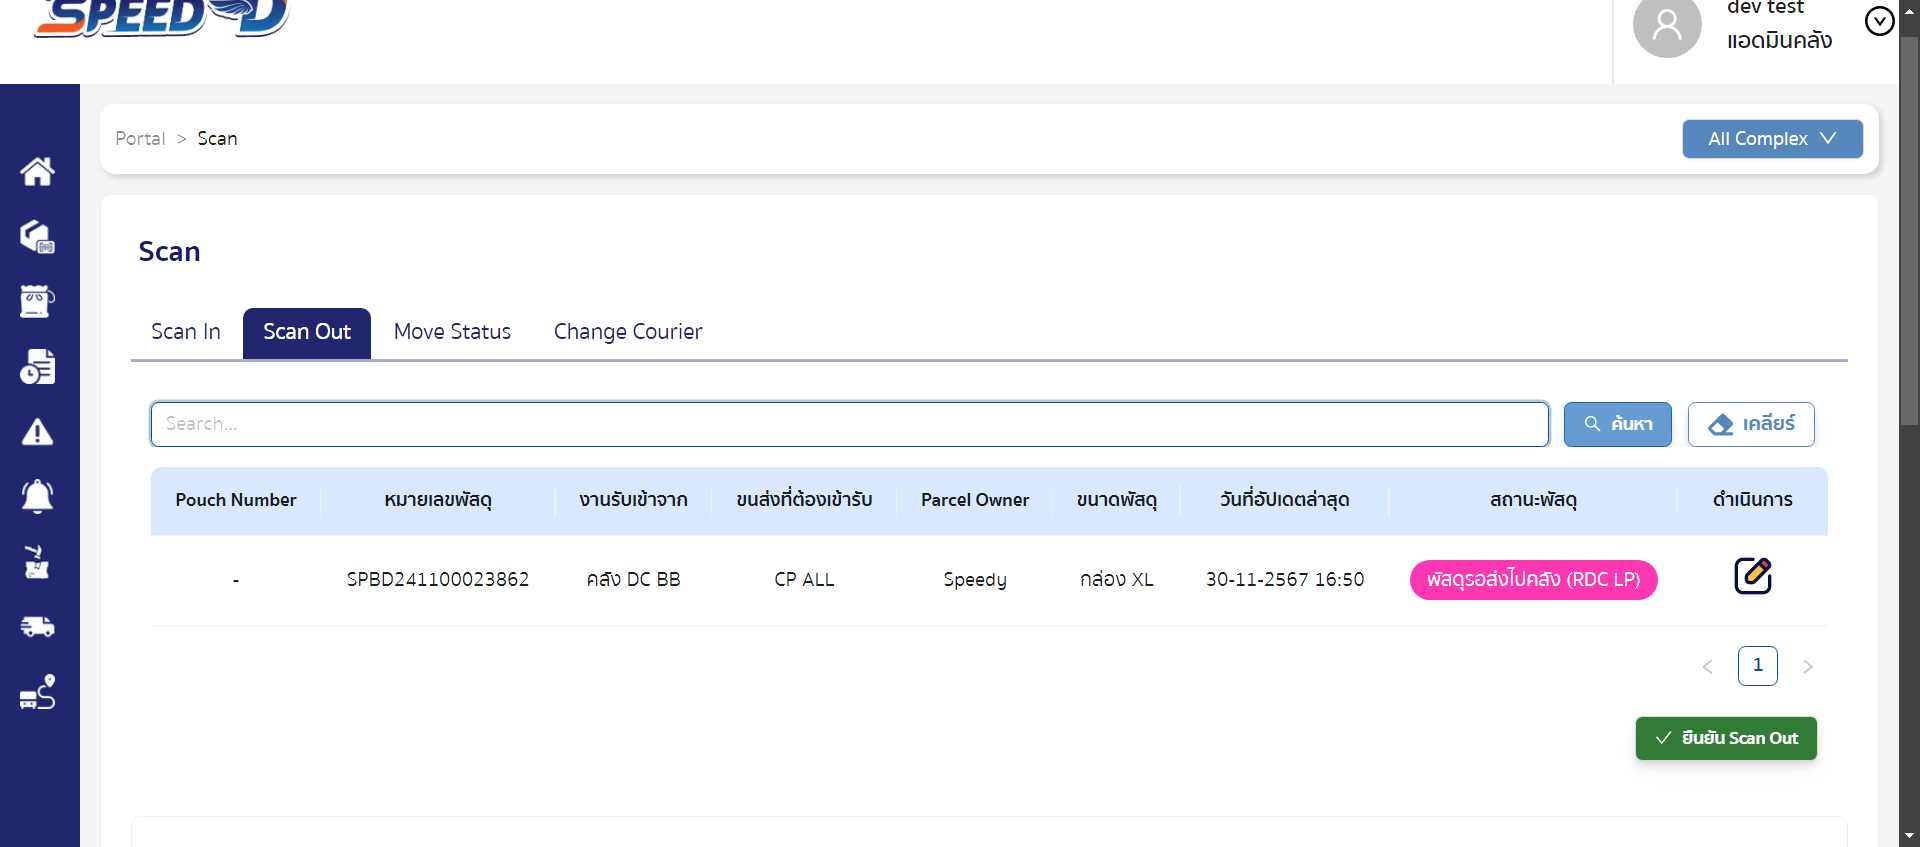 SPEED D
dev test
แอดมินคลัง
Portal > Scan
All Complex
Scan
Scan In Scan Out Move Status Change Courier
Search...
ค้นหา
เคลียร์
Pouch Number หมายเลขพัสดุ งานรับเข้าจาก ขนส่งที่ต้องเข้ารับ Parcel Owner ขนาดพัสดุ วันที่อัปเดตล่าสุด สถานะพัสดุ ดำเนินการ
- SPBD241100023862 คลัง DC BB CP ALL Speedy กล่อง XL 30-11-2567 16:50 พัสดุรอส่งไปคลัง (RDC LP)
< 1 >
ยืนยัน Scan Out